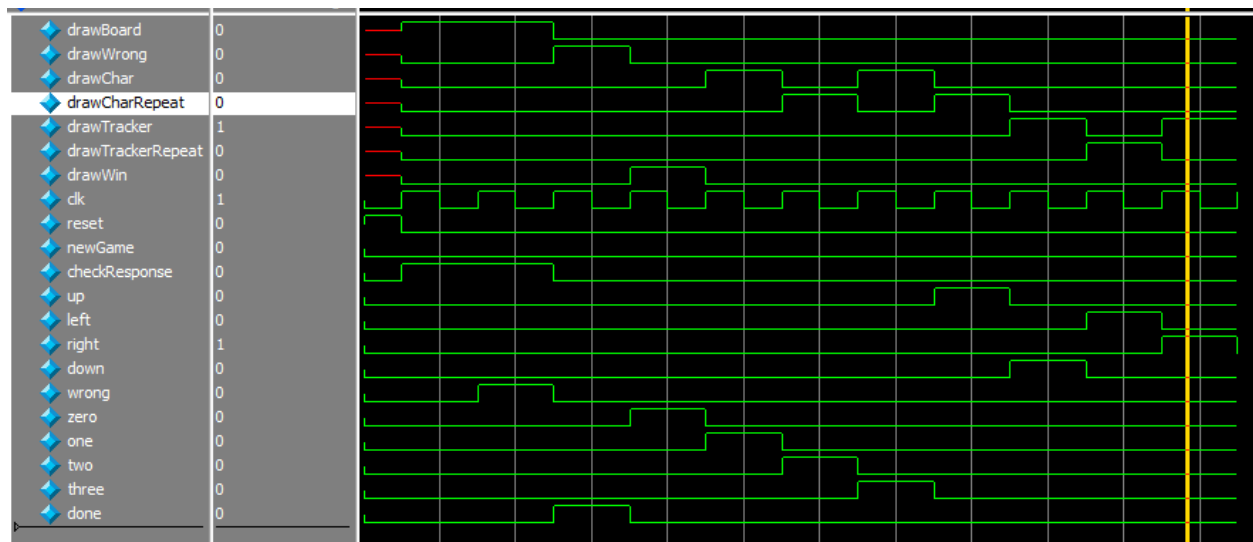 drawBoard 0
drawWrong 0
drawChar 0
drawCharRepeat 0
drawTracker 1
drawTrackerRepeat 0
drawWin 0
clk 1
reset 0
newGame 0
checkResponse 0
up 0
left 0
right 1
down 0
wrong 0
zero 0
one 0
two 0
three 0
done 0